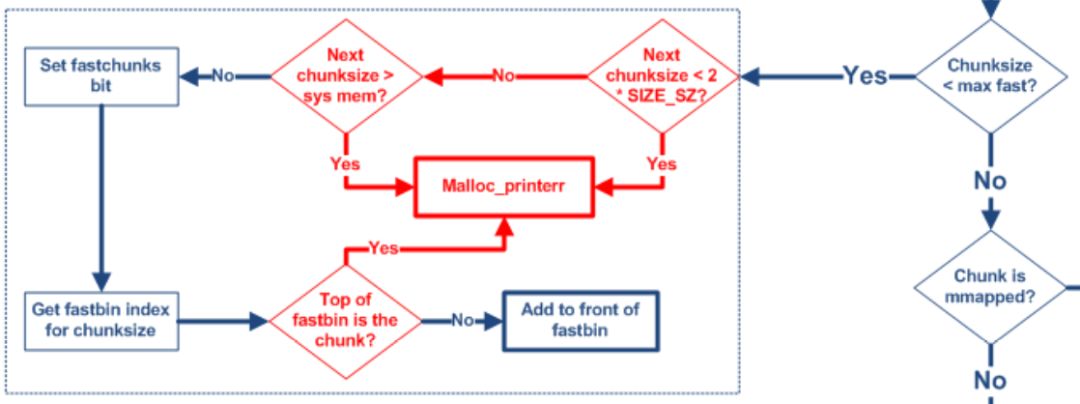 Set fastchunks
bit
No
Next
chunksize >
sys mem?
No
Next
chunksize < 2
* SIZE_SZ?
Yes
Chunksize
< max fast?
Yes
Yes
No
Malloc_printerr
Yes
Get fastbin index
for chunksize
Top of
fastbin is the
chunk?
No
Add to front of
fastbin
Chunk is
mmapped?
No